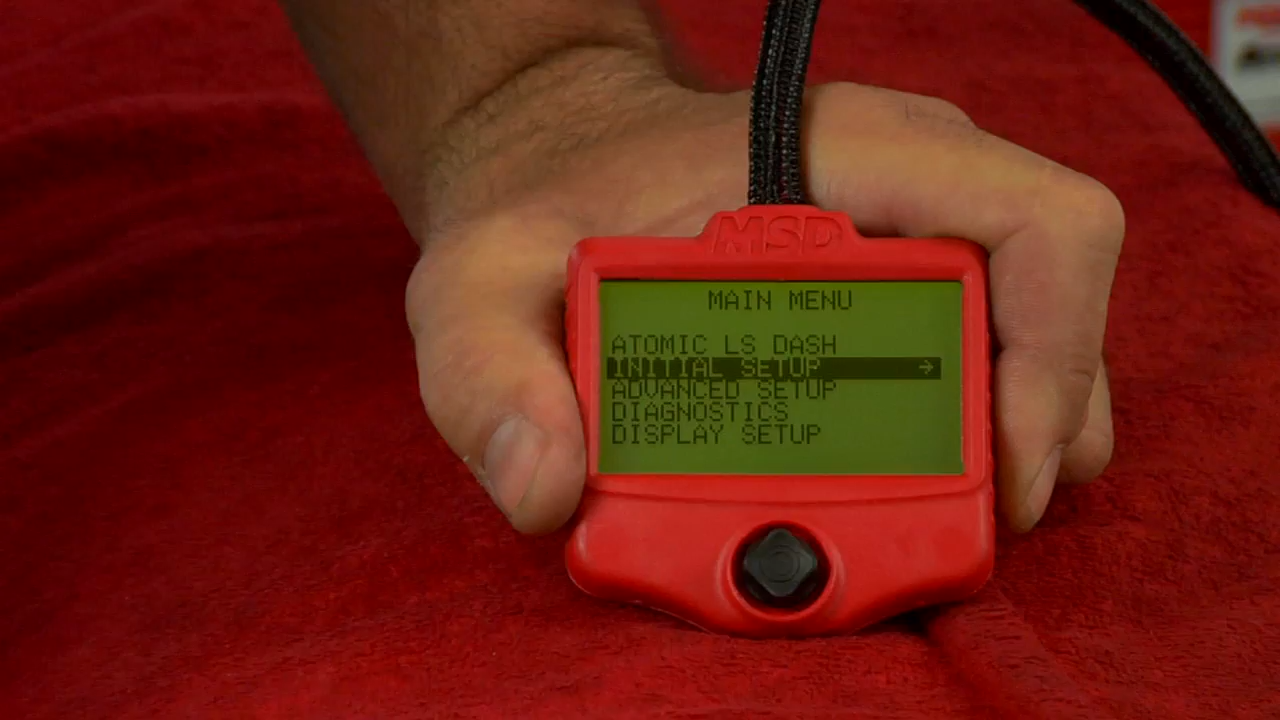 MSD
MAIN MENU
ATOMIC LS DASH
INITIAL SETUP →
ADVANCED SETUP
DIAGNOSTICS
DISPLAY SETUP